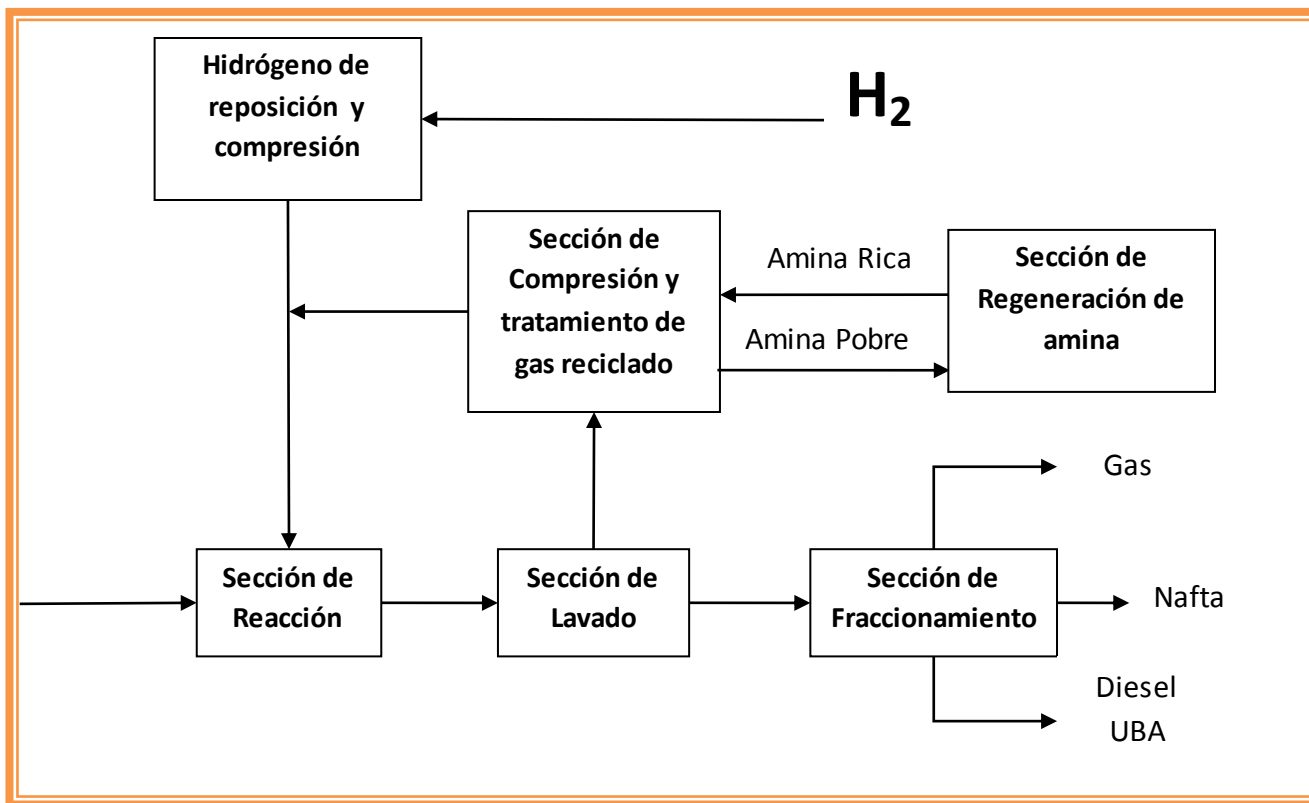 Hidrógeno de
reposición y
compresión
H₂
Sección de
Compresión y
tratamiento de
gas reciclado
Amina Rica
Amina Pobre
Sección de
Regeneración de
amina
Gas
Sección de
Reacción
Sección de
Lavado
Sección de
Fraccionamiento
Nafta
Diesel
UBA